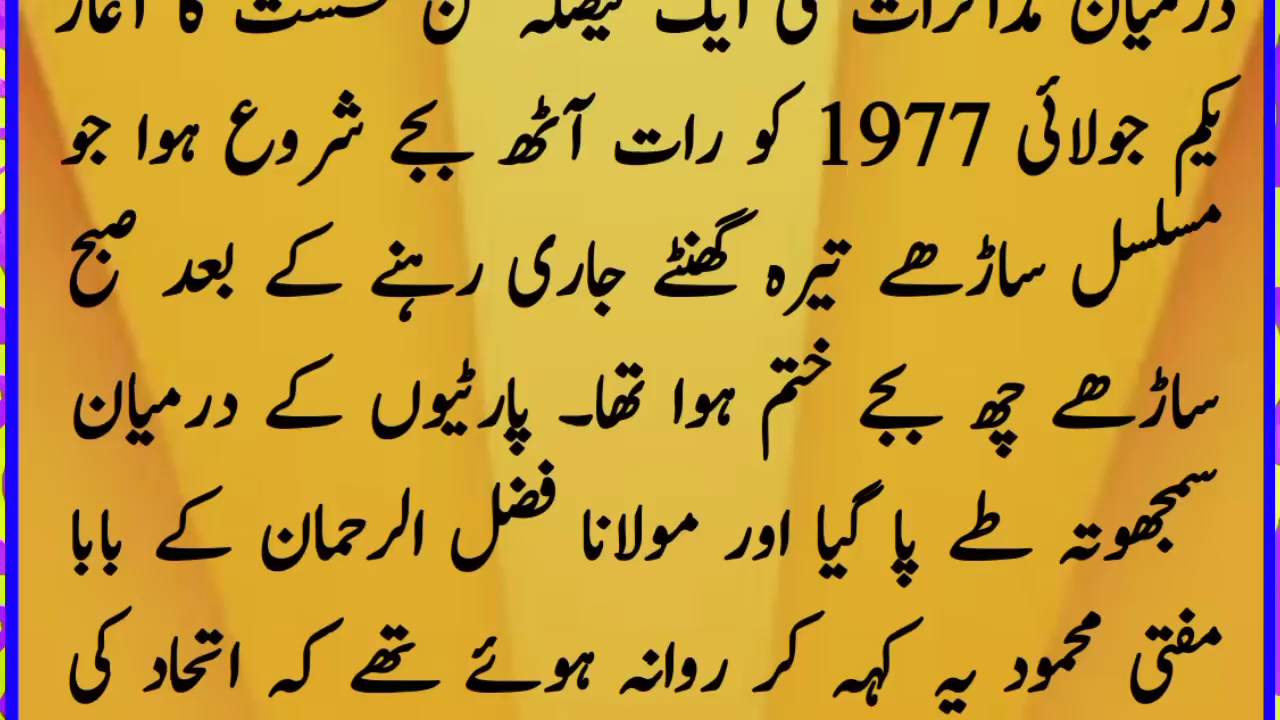 درمیان مذاکرات کی ایک فیصلہ کن نشست کا آغاز
یکم جولائی 1977 کو رات آٹھ بجے شروع ہوا جو
مسلسل ساڑھے تیرہ گھنٹے جاری رہنے کے بعد صبح
ساڑھے چھ بجے ختم ہوا تھا۔ پارٹیوں کے درمیان
سمجھوتہ طے پا گیا اور مولانا فضل الرحمان کے بابا
مفتی محمود یہ کہہ کر روانہ ہوئے تھے کہ اتحاد کی